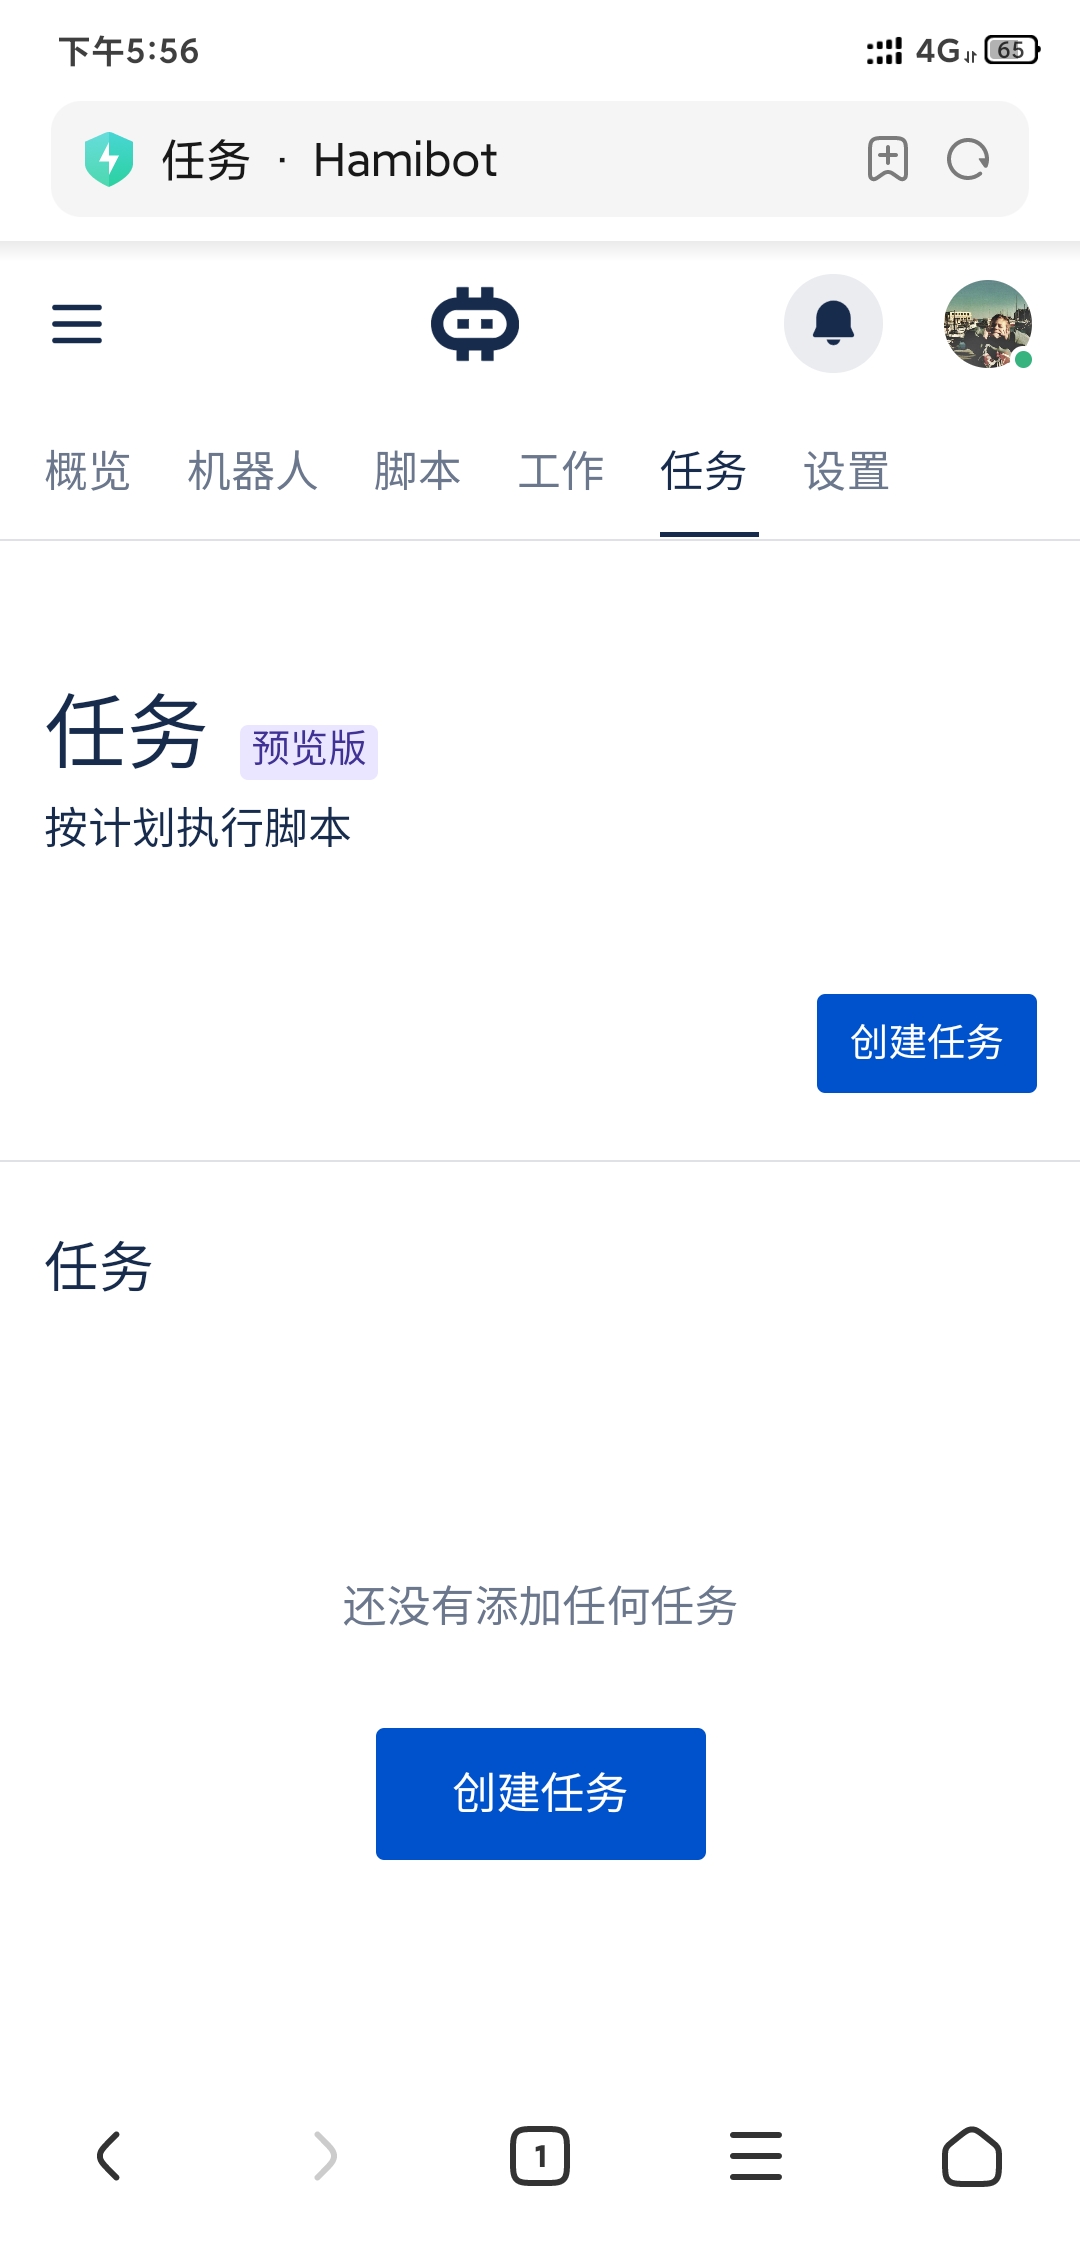 下午5:56
4G 65
任务 · Hamibot
概览 机器人 脚本 工作 任务 设置
任务 预览版
按计划执行脚本
创建任务
任务
还没有添加任何任务
创建任务
1